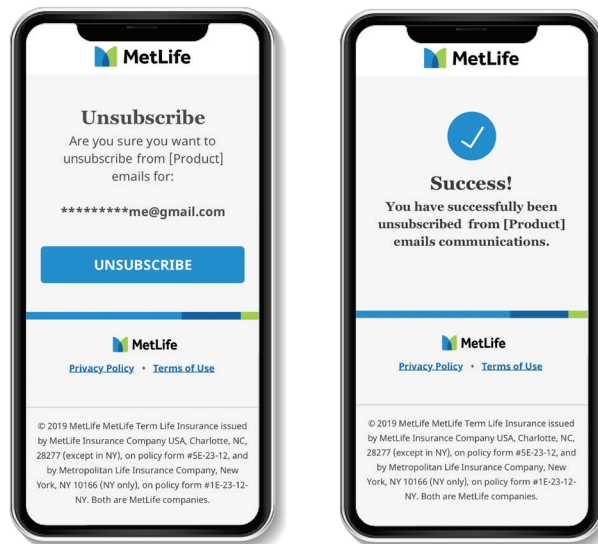 MetLife
Unsubscribe
Are you sure you want to
unsubscribe from [Product]
emails for:
*********me@gmail.com
UNSUBSCRIBE
MetLife
Privacy Policy • Terms of Use
© 2019 MetLife MetLife Term Life Insurance issued
by MetLife Insurance Company USA, Charlotte, NC,
28277 (except in NY), on policy form #5E-23-12, and
by Metropolitan Life Insurance Company, New
York, NY 10166 (NY only), on policy form #1E-23-12-
NY. Both are MetLife companies.
MetLife
Success!
You have successfully been
unsubscribed from [Product]
emails communications.
MetLife
Privacy Policy • Terms of Use
© 2019 MetLife MetLife Term Life Insurance issued
by MetLife Insurance Company USA, Charlotte, NC,
28277 (except in NY), on policy form #5E-23-12, and
by Metropolitan Life Insurance Company, New
York, NY 10166 (NY only), on policy form #1E-23-12-
NY. Both are MetLife companies.